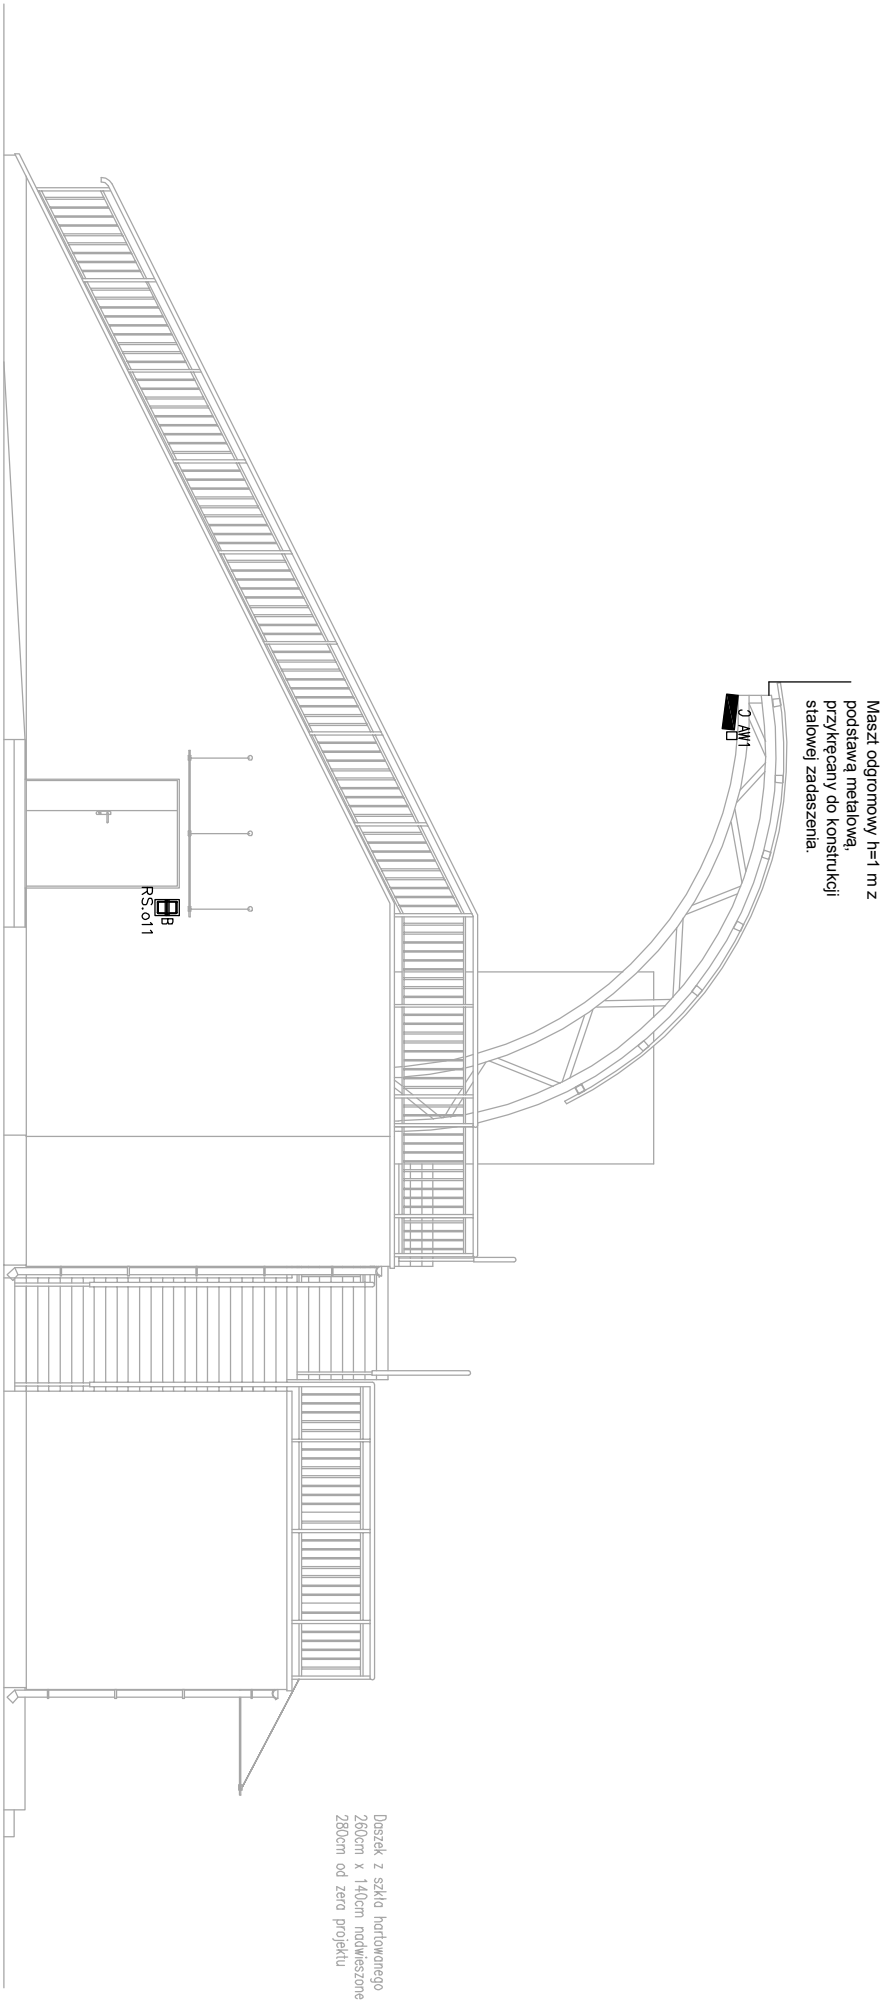 Maszt odgromowy h=1 m z
podstawą metalową,
przykręcany do konstrukcji
stalowej zadaszenia.
C AW1
B
RS.o11
Daszek z szkła hartowanego
260cm x 140cm nadwieszone
280cm od zera projektu